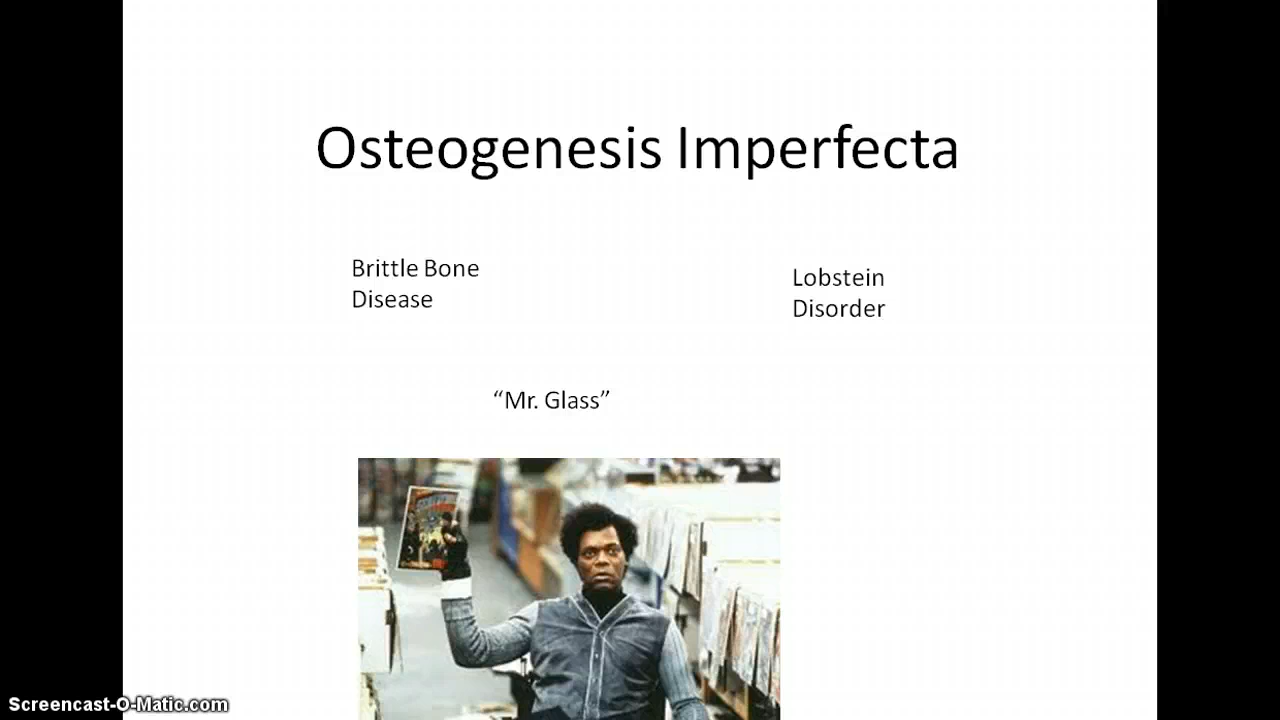 Osteogenesis Imperfecta
Brittle Bone
Disease
Lobstein
Disorder
“Mr. Glass”
Screencast-O-Matic.com